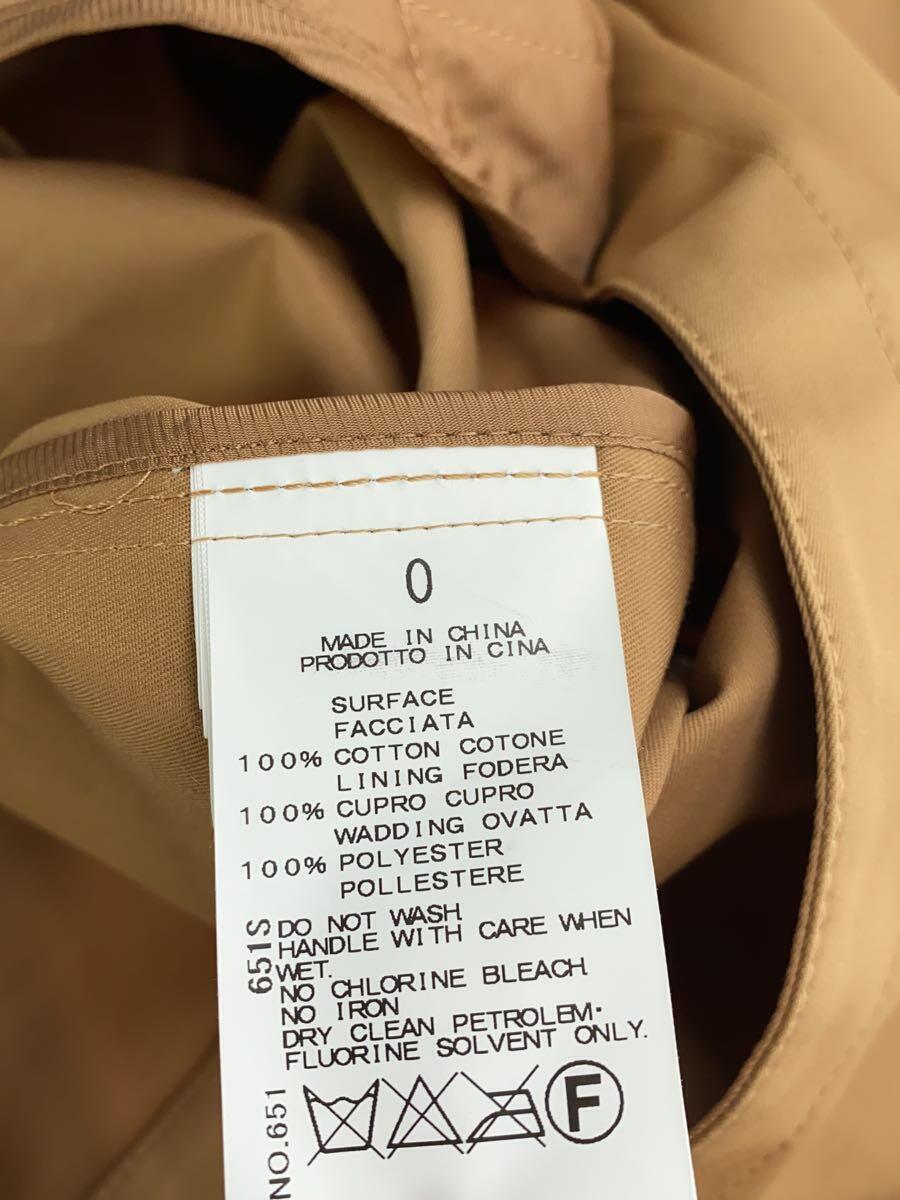 0
MADE IN CHINA
PRODOTTO IN CINA
SURFACE
FACCIATA
100% COTTON COTONE
LINING FODERA
100% CUPRO CUPRO
WADDING OVATTA
100% POLYESTER
POLLESTERE
651S
DO NOT WASH
HANDLE WITH CARE WHEN
WET.
NO CHLORINE BLEACH
NO IRON
DRY CLEAN PETROLEM·
FLUORINE SOLVENT ONLY.
F
NO.651